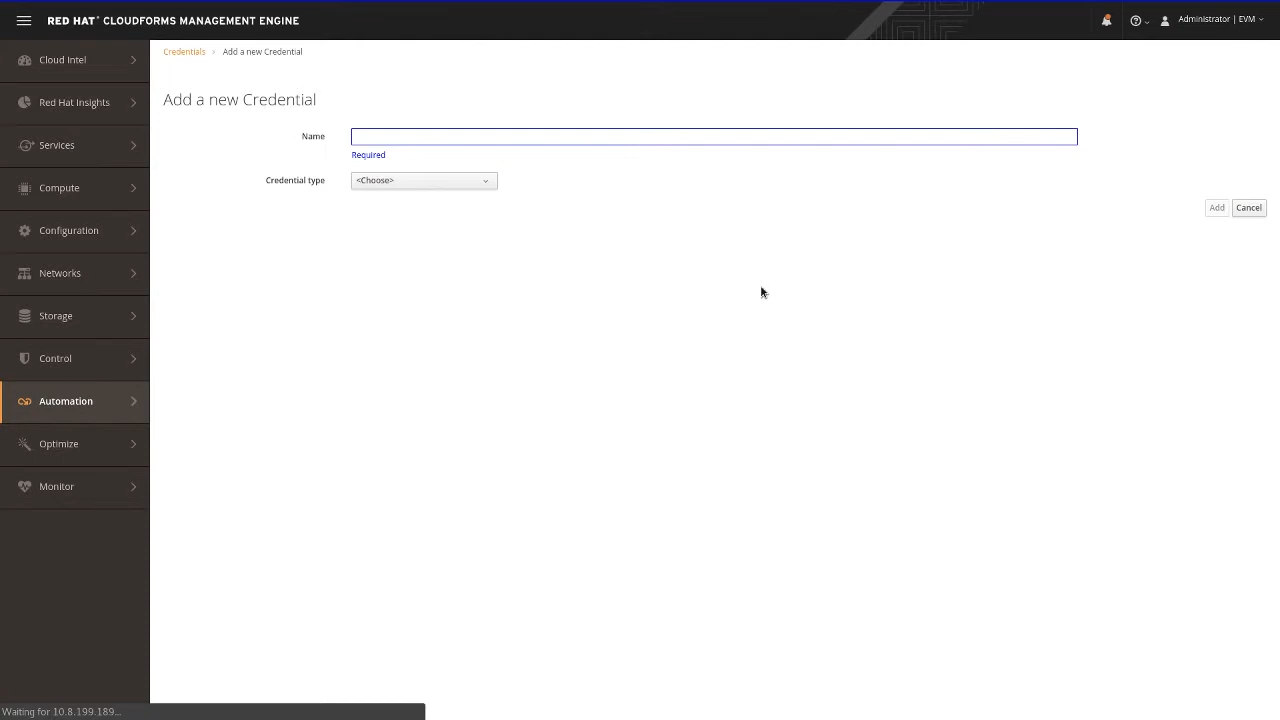 RED HAT® CLOUDFORMS MANAGEMENT ENGINE
Administrator | EVM
Cloud Intel
Red Hat Insights
Services
Compute
Configuration
Networks
Storage
Control
Automation
Optimize
Monitor
Credentials > Add a new Credential
Add a new Credential
Name
Required
Credential type
<Choose>
Add
Cancel
Waiting for 10.8.199.189...